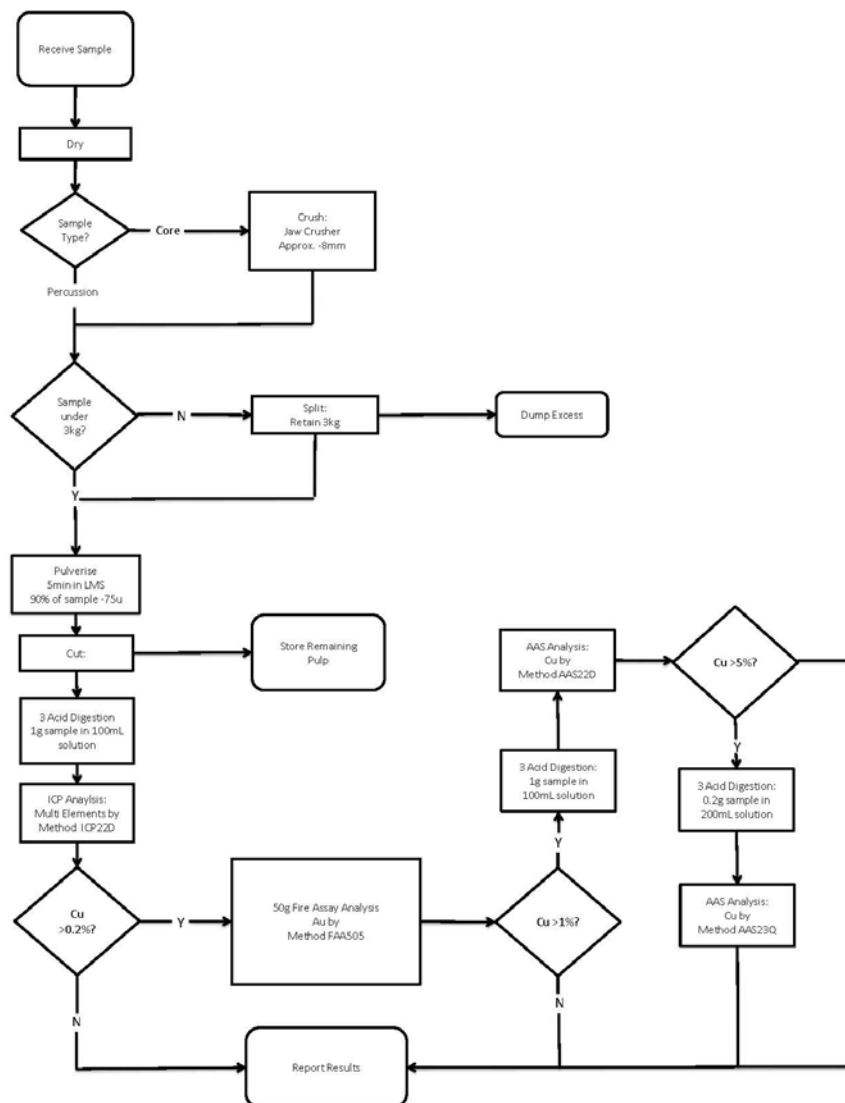 Receive Sample
Dry
Sample
Type?
Core
Crush:
Jaw Crusher
Approx. -8mm
Percussion
Sample
under
3kg?
N
Split:
Retain 3kg
Dump Excess
Y
Pulverise
5min in LMS
90% of sample -75u
Cut:
Store Remaining
Pulp
AAS Analysis:
Cu by
Method AAS22D
Cu >5%?
3 Acid Digestion
1g sample in 100mL
solution
3 Acid Digestion:
1g sample in
100mL solution
Y
3 Acid Digestion:
0.2g sample in
200mL solution
ICP Anaylsis:
Multi Elements by
Method ICP22D
Y
Cu
>0.2%?
Y
50g Fire Assay Analysis
Au by
Method FAA505
Cu >1%?
AAS Analysis:
Cu by
Method AAS23Q
N
N
Report Results